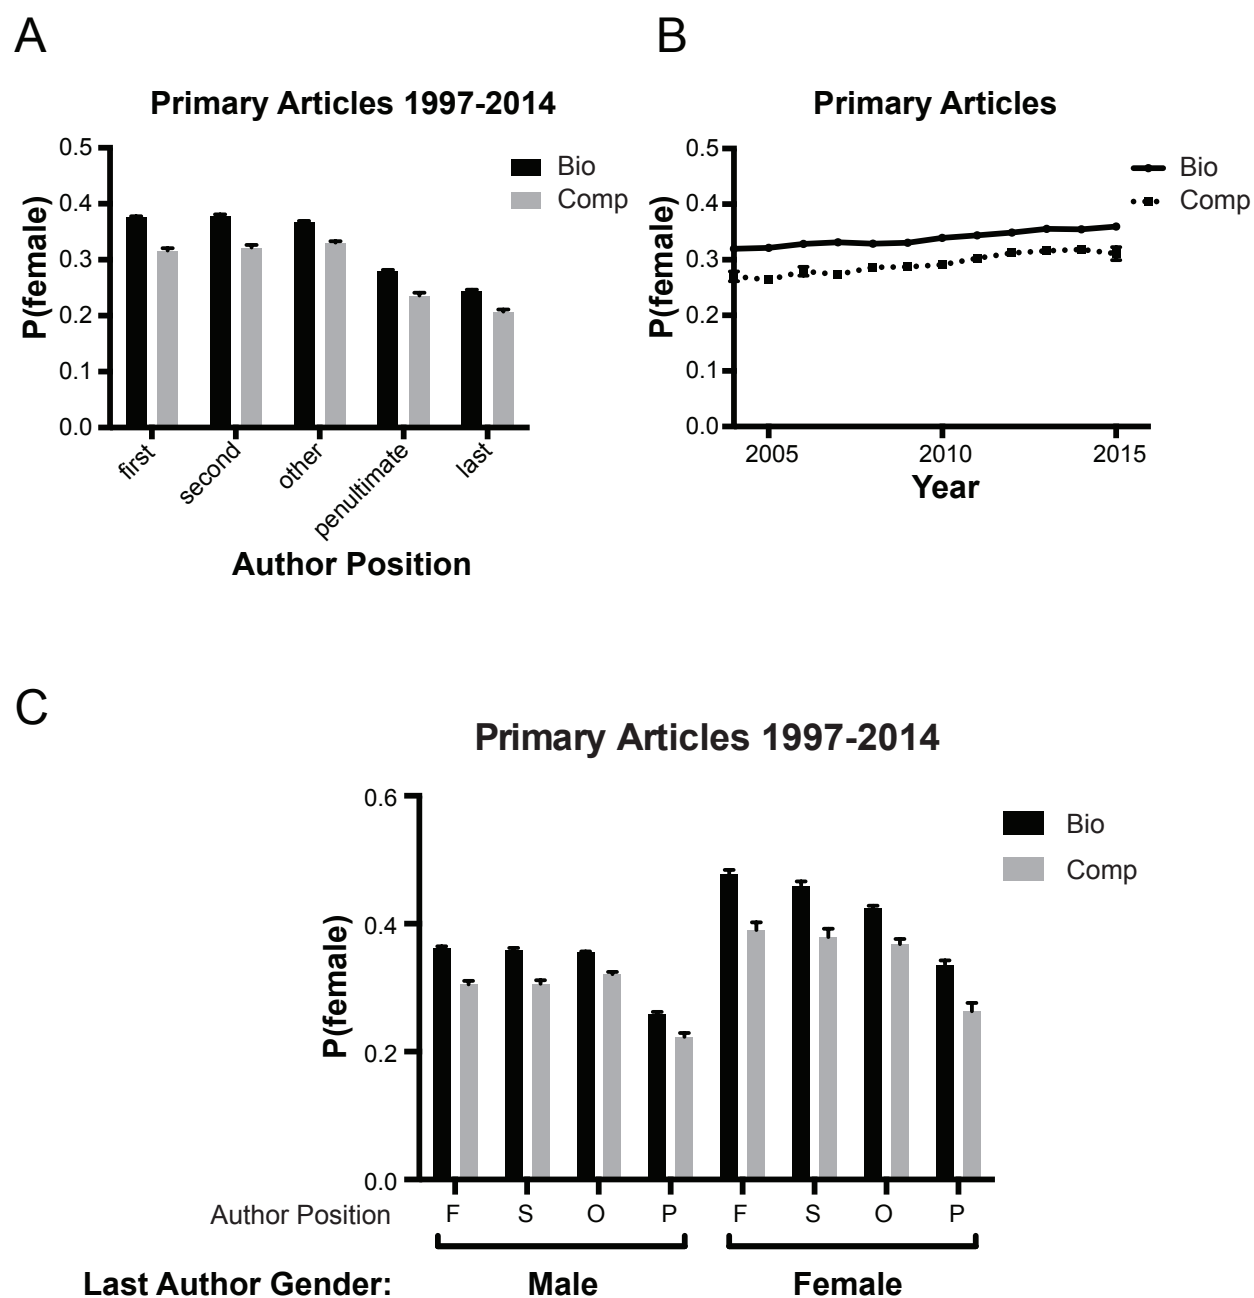 A
Primary Articles 1997-2014
0.5
0.4
0.3
0.2
0.1
0.0
P(female)
Bio
Comp
first
second
other
penultimate
last
Author Position
B
Primary Articles
0.5
0.4
0.3
0.2
0.1
0.0
P(female)
Bio
Comp
2005 2010 2015
Year
C
Primary Articles 1997-2014
0.6
0.4
0.2
0.0
P(female)
Bio
Comp
Author Position F S O P F S O P
Last Author Gender: Male Female